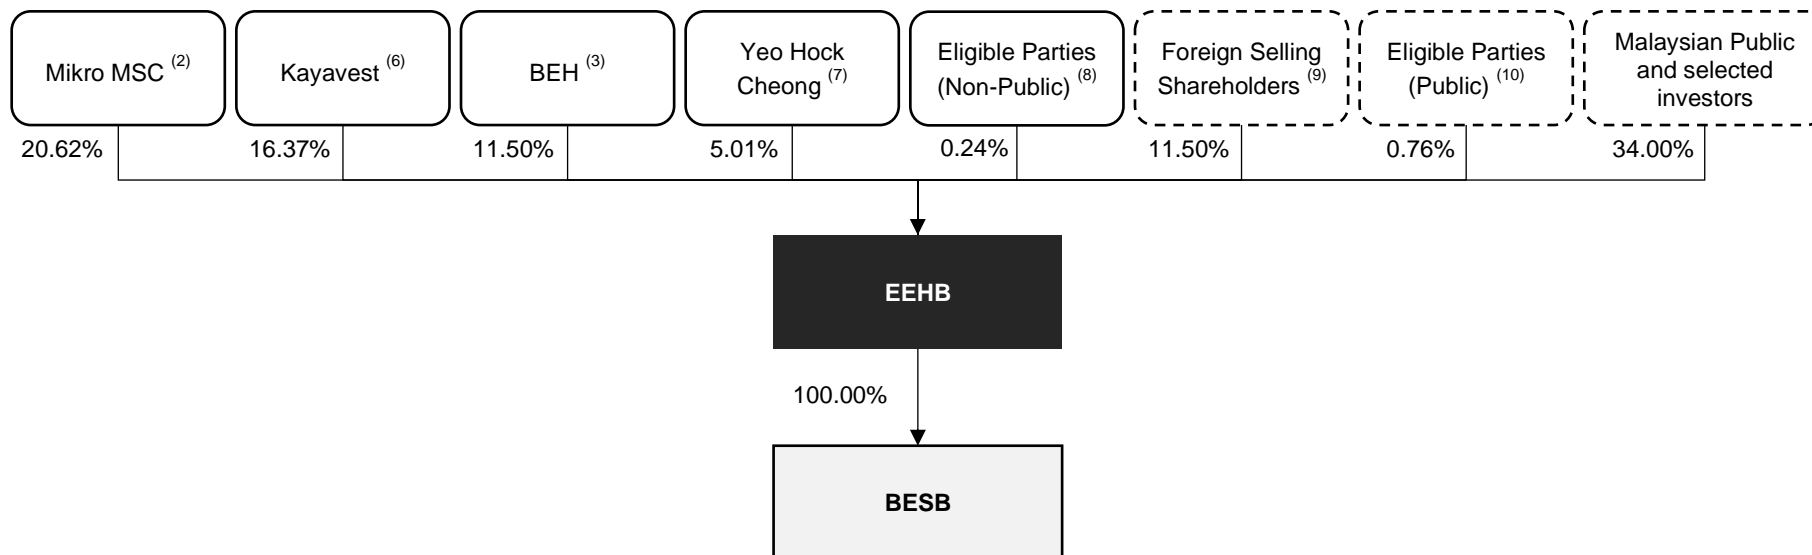 Mikro MSC (2)
Kayavest (6)
BEH (3)
Yeo Hock
Cheong (7)
Eligible Parties
(Non-Public) (8)
Foreign Selling
Shareholders (9)
Eligible Parties
(Public) (10)
Malaysian Public
and selected
investors
20.62%
16.37%
11.50%
5.01%
0.24%
11.50%
0.76%
34.00%
EEHB
100.00%
BESB